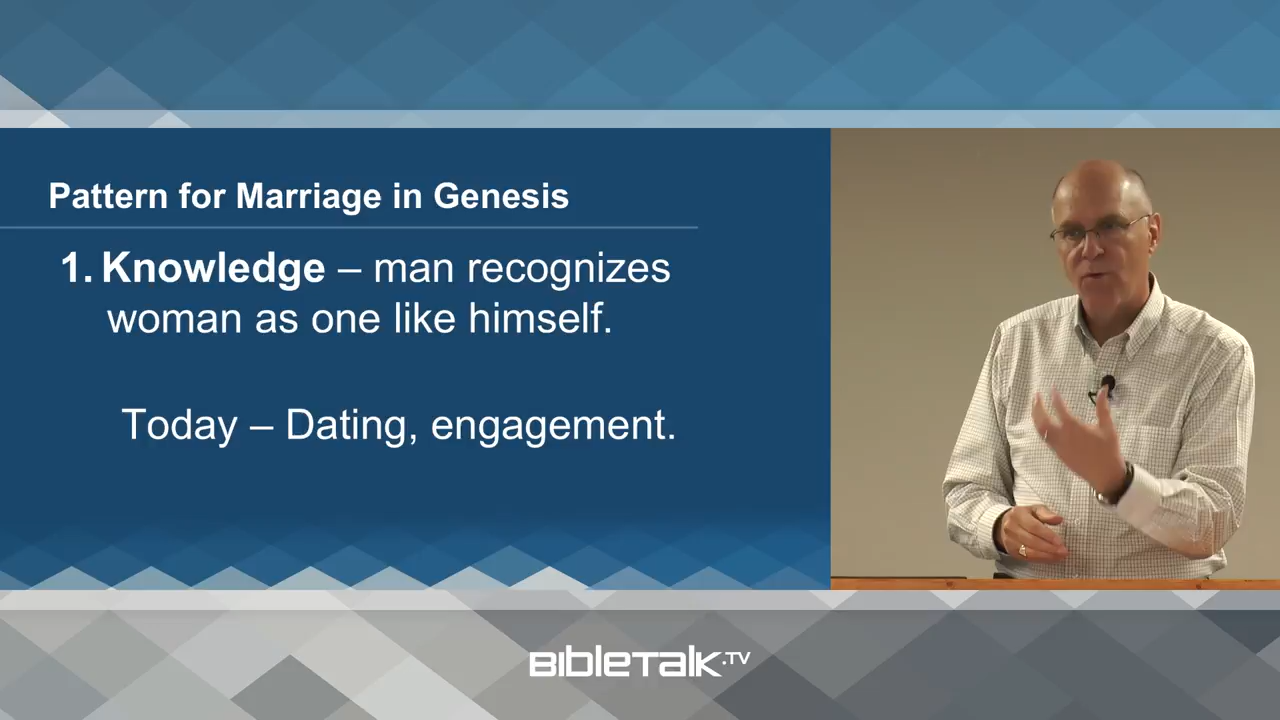 Pattern for Marriage in Genesis
1. Knowledge – man recognizes
woman as one like himself.
Today – Dating, engagement.
BIBLETALK.TV